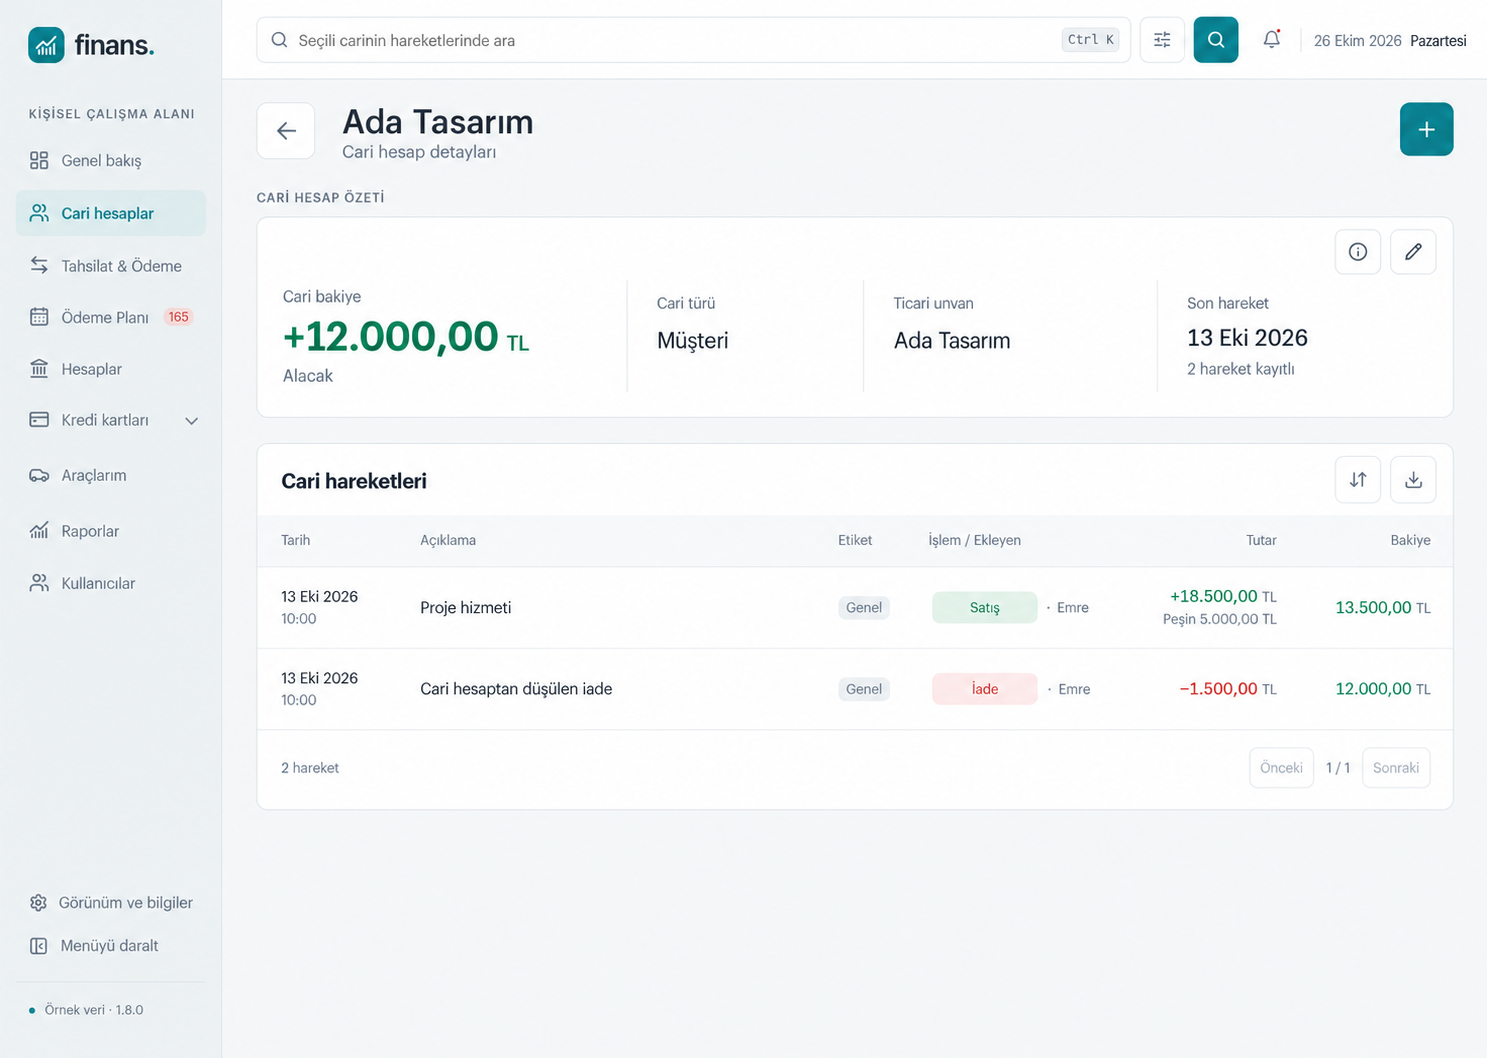 finans.
KİŞİSEL ÇALIŞMA ALANI
Genel bakış
Cari hesaplar
Tahsilat & Ödeme
Ödeme Planı 165
Hesaplar
Kredi kartları
Araçlarım
Raporlar
Kullanıcılar
Görünüm ve bilgiler
Menüyü daralt
Örnek veri · 1.8.0
Seçili carinin hareketlerinde ara
Ctrl K
26 Ekim 2026 Pazartesi
Ada Tasarım
Cari hesap detayları
CARİ HESAP ÖZETİ
Cari bakiye
+12.000,00 TL
Alacak
Cari türü
Müşteri
Ticari unvan
Ada Tasarım
Son hareket
13 Eki 2026
2 hareket kayıtlı
Cari hareketleri
Tarih Açıklama Etiket İşlem / Ekleyen Tutar Bakiye
13 Eki 2026
10:00
Proje hizmeti
Genel
Satış · Emre
+18.500,00 TL
Peşin 5.000,00 TL
13.500,00 TL
13 Eki 2026
10:00
Cari hesaptan düşülen iade
Genel
İade · Emre
−1.500,00 TL
12.000,00 TL
2 hareket
Önceki 1 / 1 Sonraki